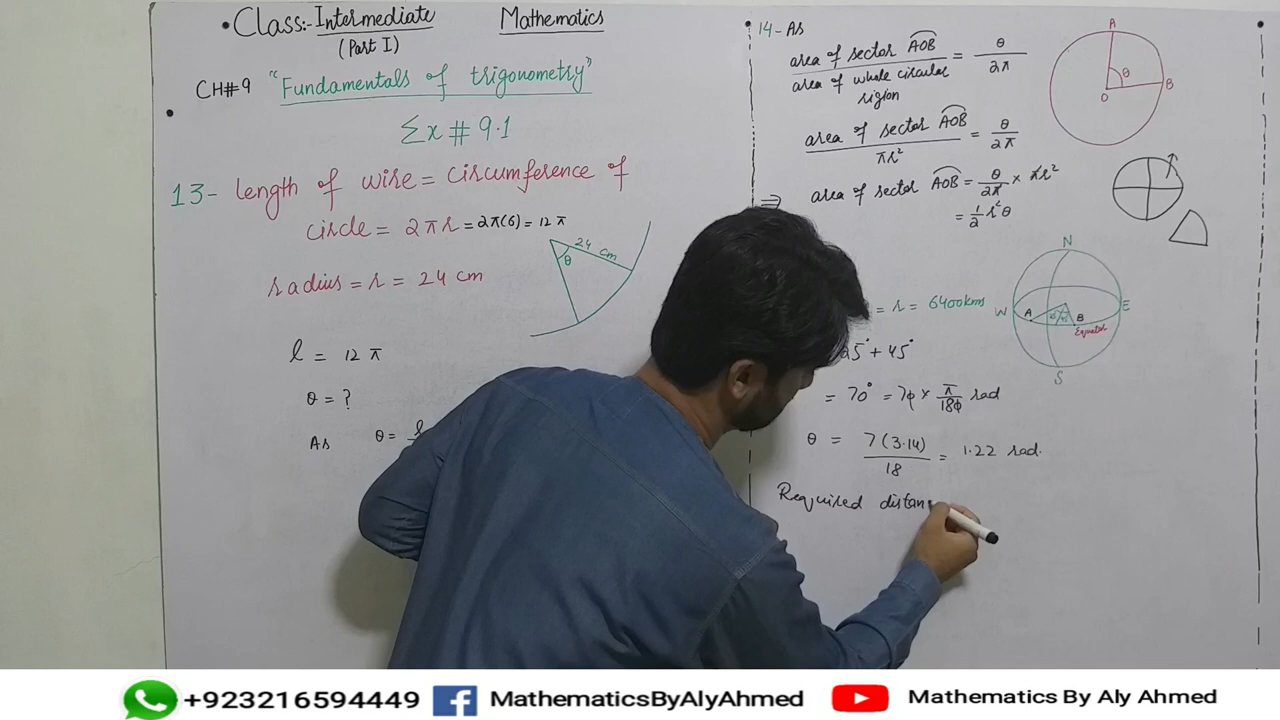 • Class:- Intermediate Mathematics
(Part I)
CH#9 "Fundamentals of trigonometry"
Ex # 9.1
13- length of wire = circumference of
circle = 2πr = 2π(6) = 12π
radius = r = 24 cm
24 cm
θ
l = 12 π
θ = ?
As θ =
14- As
area of sector AOB / area of whole circular rigion = θ / 2π
area of sector AOB / πr² = θ / 2π
⇒ area of sector AOB = θ / 2π × πr²
= 1/2 r²θ
A
θ
O
B
N
W
E
A
B
45°
Equator
S
= r = 6400kms
25° + 45°
= 70° = 70 × π / 180 rad
θ = 7(3.14) / 18 = 1.22 rad.
Required distan
+923216594449 MathematicsByAlyAhmed Mathematics By Aly Ahmed